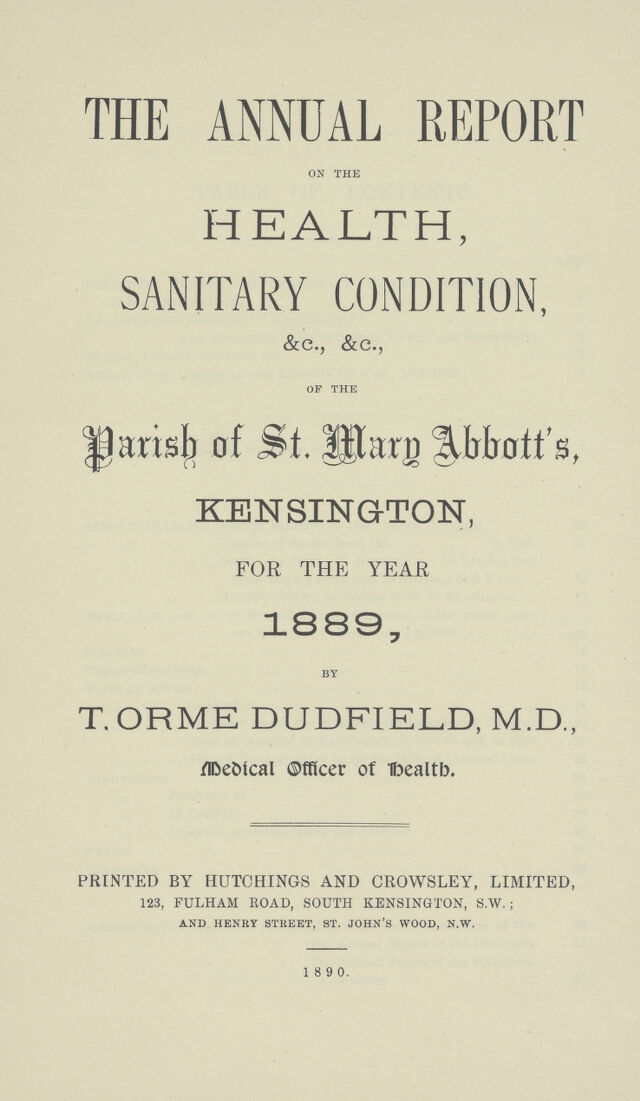 THE ANNUAL REPORT
ON THE
HEALTH,
SANITARY CONDITION,
&c., &c.,
OF THE
Parish of St. Mary Abbott's,
KENSINGTON,
FOR THE YEAR
1889,
BY
T. ORME DUDFIELD, M.D.,
Medical Officer of Health.
PRINTED BY HUTCHINGS AND CROWSLEY, LIMITED,
123, FULHAM ROAD, SOUTH KENSINGTON, S.W. ;
AND HENRY STREET, ST. JOHN'S WOOD, N.W.
1890.